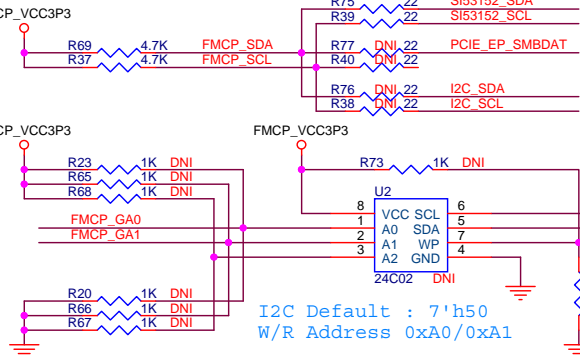 R75 22 SI53152_SDA
CP_VCC3P3
R39 22 SI53152_SCL
R69 4.7K FMCP_SDA R77 DNI 22 PCIE_EP_SMBDAT
R37 4.7K FMCP_SCL R40 DNI 22
R76 DNI 22 I2C_SDA
R38 DNI 22 I2C_SCL
CP_VCC3P3 FMCP_VCC3P3
R23 1K DNI R73 1K DNI
R65 1K DNI
R68 1K DNI U2
8 VCC SCL 6
FMCP_GA0 1 A0 SDA 5
FMCP_GA1 2 A1 WP 7
3 A2 GND 4
24C02 DNI
R20 1K DNI
R66 1K DNI
R67 1K DNI
I2C Default : 7'h50
W/R Address 0xA0/0xA1